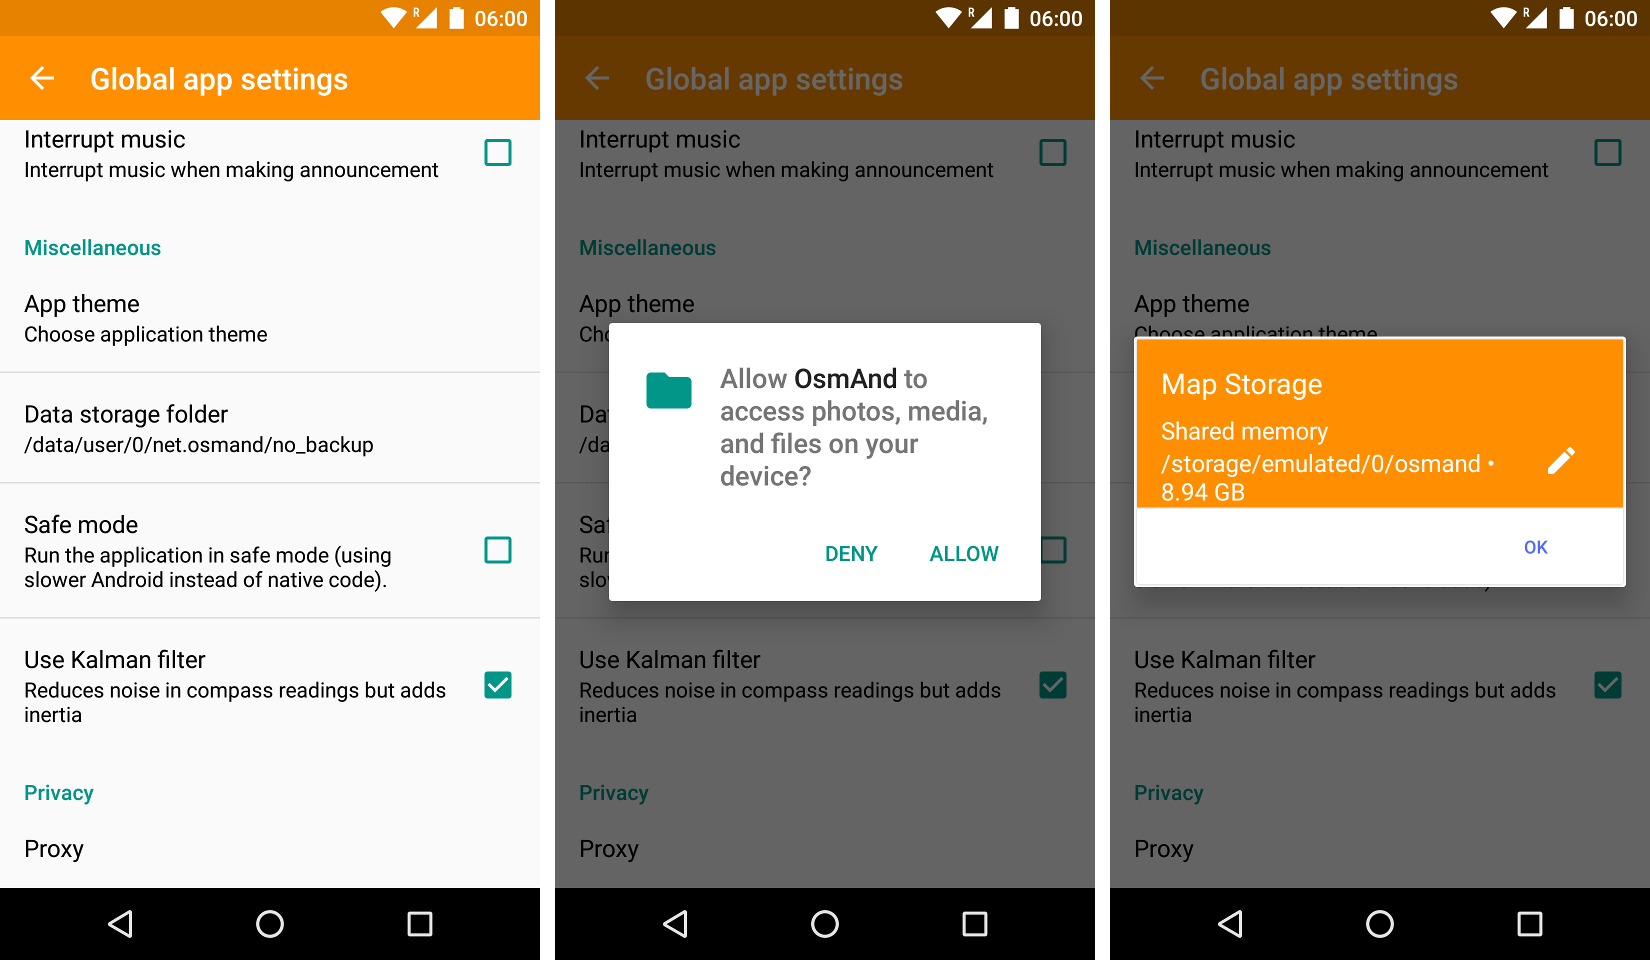 R 06:00
Global app settings
Interrupt music
Interrupt music when making announcement
Miscellaneous
App theme
Choose application theme
Data storage folder
/data/user/0/net.osmand/no_backup
Safe mode
Run the application in safe mode (using
slower Android instead of native code).
Use Kalman filter
Reduces noise in compass readings but adds
inertia
Privacy
Proxy
R 06:00
Global app settings
Interrupt music
Interrupt music when making announcement
Miscellaneous
App theme
Allow OsmAnd to
access photos, media,
and files on your
device?
DENY ALLOW
Use Kalman filter
Reduces noise in compass readings but adds
inertia
Privacy
Proxy
R 06:00
Global app settings
Interrupt music
Interrupt music when making announcement
Miscellaneous
App theme
Choose application theme
Map Storage
Shared memory
/storage/emulated/0/osmand •
8.94 GB
OK
Use Kalman filter
Reduces noise in compass readings but adds
inertia
Privacy
Proxy